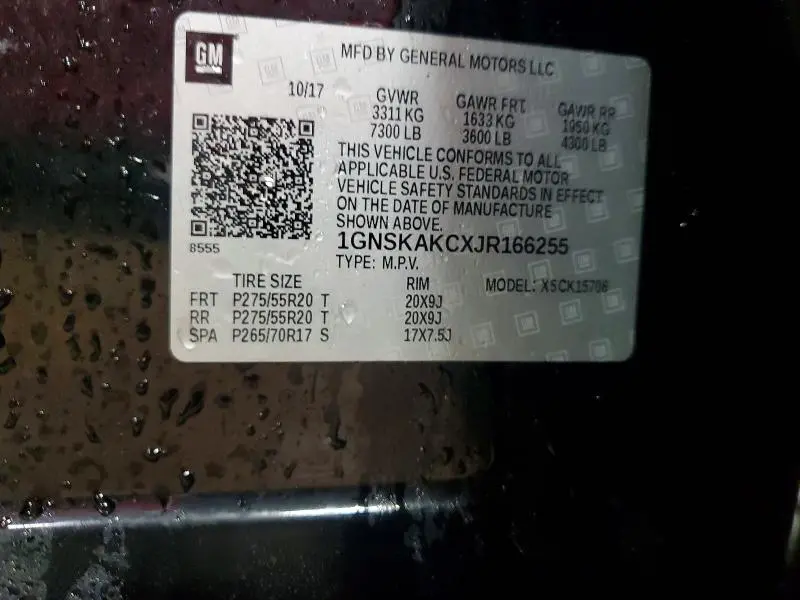 GM
MFD BY GENERAL MOTORS LLC
10/17 GVWR GAWR FRT GAWR RR
3311 KG 1633 KG 1950 KG
7300 LB 3600 LB 4300 LB
THIS VEHICLE CONFORMS TO ALL
APPLICABLE U.S. FEDERAL MOTOR
VEHICLE SAFETY STANDARDS IN EFFECT
ON THE DATE OF MANUFACTURE
SHOWN ABOVE.
8555 1GNSKAKCXJR166255
TYPE: M.P.V.
TIRE SIZE RIM MODEL: X5CK15706
FRT P275/55R20 T 20X9J
RR P275/55R20 T 20X9J
SPA P265/70R17 S 17X7.5J